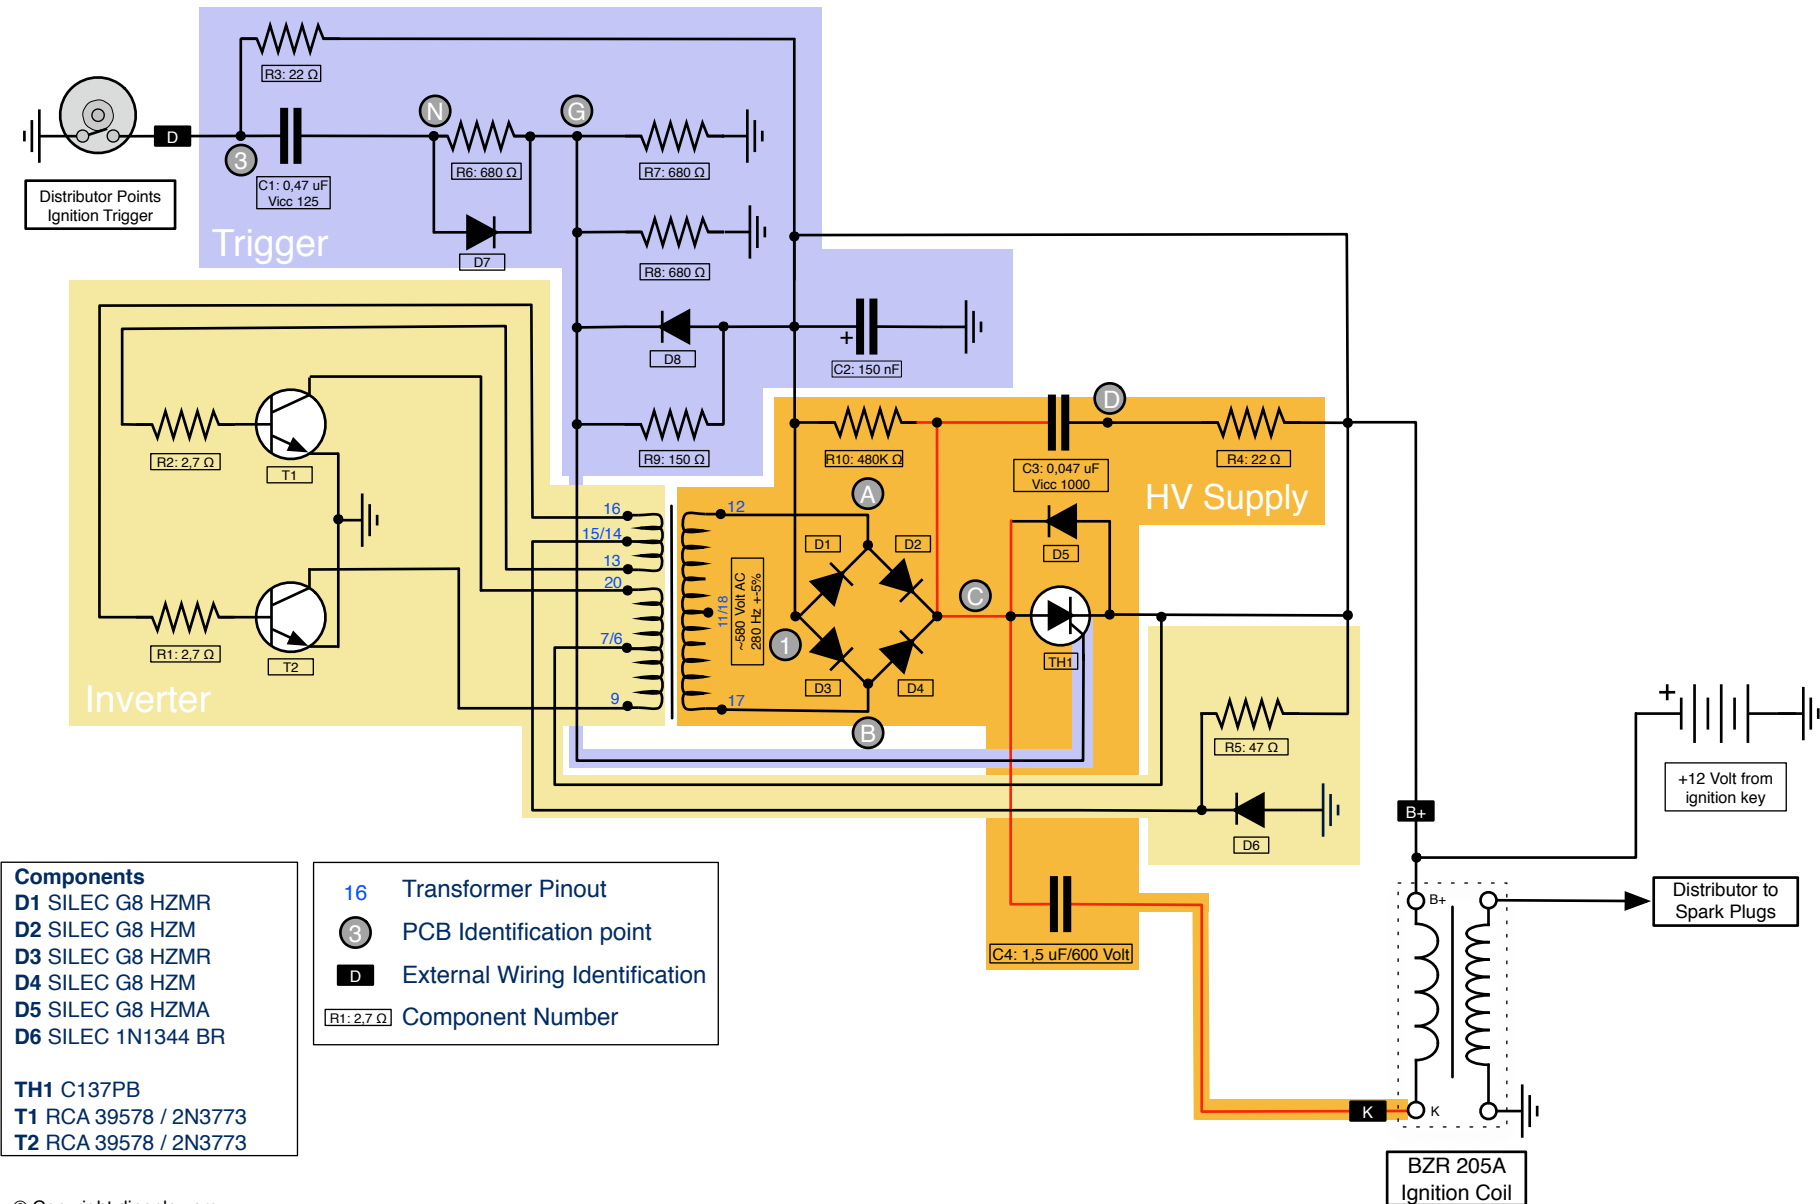 R3: 22 Ω
D
3
N
G
C1: 0,47 uF
Vicc 125
R6: 680 Ω
R7: 680 Ω
Distributor Points
Ignition Trigger
Trigger
D7
R8: 680 Ω
D8
+
C2: 150 nF
R2: 2,7 Ω
T1
R9: 150 Ω
R10: 480K Ω
D
C3: 0,047 uF
Vicc 1000
R4: 22 Ω
HV Supply
A
16
15/14
13
20
7/6
9
12
11/18
17
~580 Volt AC
280 Hz +-5%
D1
D2
D5
C
1
TH1
D3
D4
B
R1: 2,7 Ω
T2
Inverter
R5: 47 Ω
D6
+
+12 Volt from
ignition key
B+
B+
Distributor to
Spark Plugs
C4: 1,5 uF/600 Volt
K
K
BZR 205A
Ignition Coil
Components
D1 SILEC G8 HZMR
D2 SILEC G8 HZM
D3 SILEC G8 HZMR
D4 SILEC G8 HZM
D5 SILEC G8 HZMA
D6 SILEC 1N1344 BR
TH1 C137PB
T1 RCA 39578 / 2N3773
T2 RCA 39578 / 2N3773
16 Transformer Pinout
3 PCB Identification point
D External Wiring Identification
R1: 2,7 Ω Component Number
© Copyright